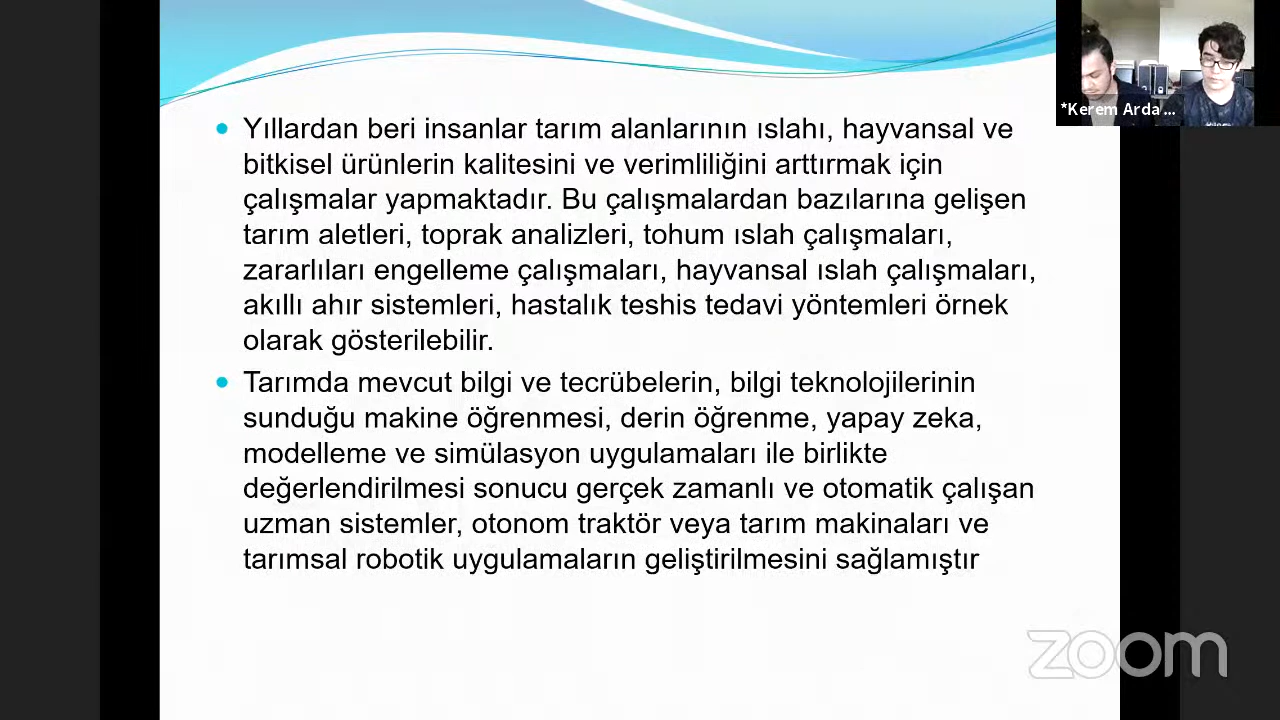 *Kerem Arda ...
• Yıllardan beri insanlar tarım alanlarının ıslahı, hayvansal ve
bitkisel ürünlerin kalitesini ve verimliliğini arttırmak için
çalışmalar yapmaktadır. Bu çalışmalardan bazılarına gelişen
tarım aletleri, toprak analizleri, tohum ıslah çalışmaları,
zararlıları engelleme çalışmaları, hayvansal ıslah çalışmaları,
akıllı ahır sistemleri, hastalık teshis tedavi yöntemleri örnek
olarak gösterilebilir.
• Tarımda mevcut bilgi ve tecrübelerin, bilgi teknolojilerinin
sunduğu makine öğrenmesi, derin öğrenme, yapay zeka,
modelleme ve simülasyon uygulamaları ile birlikte
değerlendirilmesi sonucu gerçek zamanlı ve otomatik çalışan
uzman sistemler, otonom traktör veya tarım makinaları ve
tarımsal robotik uygulamaların geliştirilmesini sağlamıştır
zoom